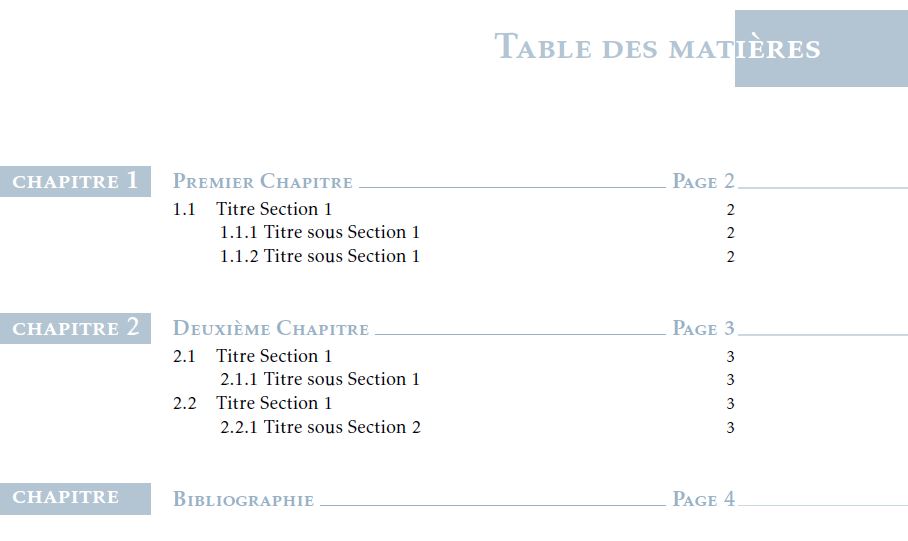 Table des matières
chapitre 1 Premier Chapitre Page 2
1.1 Titre Section 1 2
1.1.1 Titre sous Section 1 2
1.1.2 Titre sous Section 1 2
chapitre 2 Deuxième Chapitre Page 3
2.1 Titre Section 1 3
2.1.1 Titre sous Section 1 3
2.2 Titre Section 1 3
2.2.1 Titre sous Section 2 3
chapitre Bibliographie Page 4